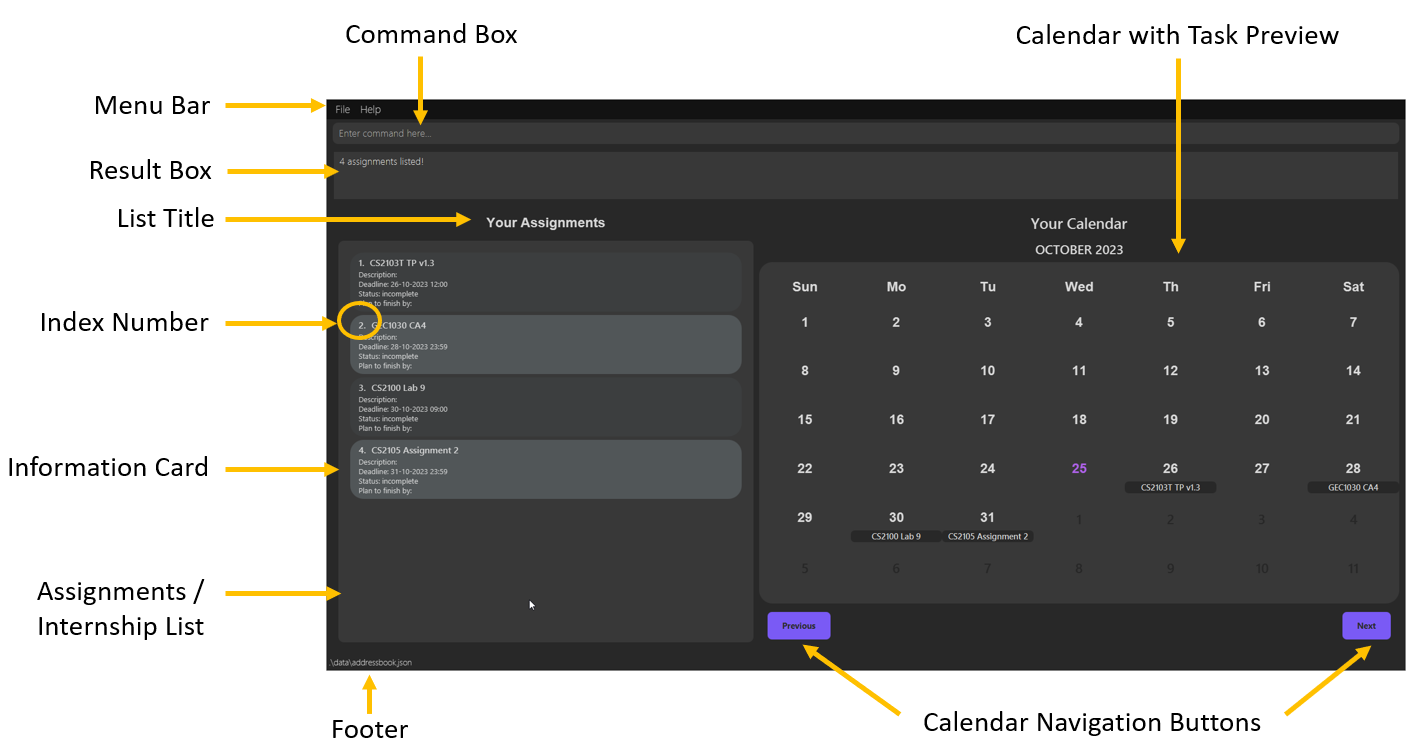 Command Box
Calendar with Task Preview
Menu Bar
File Help
Enter command here...
Result Box
4 assignments listed!
List Title
Your Assignments
Your Calendar
OCTOBER 2023
Index Number
1. CS2103T TP v1.3
Description:
Deadline: 26-10-2023 12:00
Status: incomplete
Plan to finish by:
2. GEC1030 CA4
Description:
Deadline: 28-10-2023 23:59
Status: incomplete
Plan to finish by:
3. CS2100 Lab 9
Description:
Deadline: 30-10-2023 09:00
Status: incomplete
Plan to finish by:
Information Card
4. CS2105 Assignment 2
Description:
Deadline: 31-10-2023 23:59
Status: incomplete
Plan to finish by:
Assignments /
Internship List
Sun Mo Tu Wed Th Fri Sat
1 2 3 4 5 6 7
8 9 10 11 12 13 14
15 16 17 18 19 20 21
22 23 24 25 26 27 28
CS2103T TP v1.3 GEC1030 CA4
29 30 31 1 2 3 4
CS2100 Lab 9 CS2105 Assignment 2
5 6 7 8 9 10 11
Previous Next
.\data\addressbook.json
Footer
Calendar Navigation Buttons